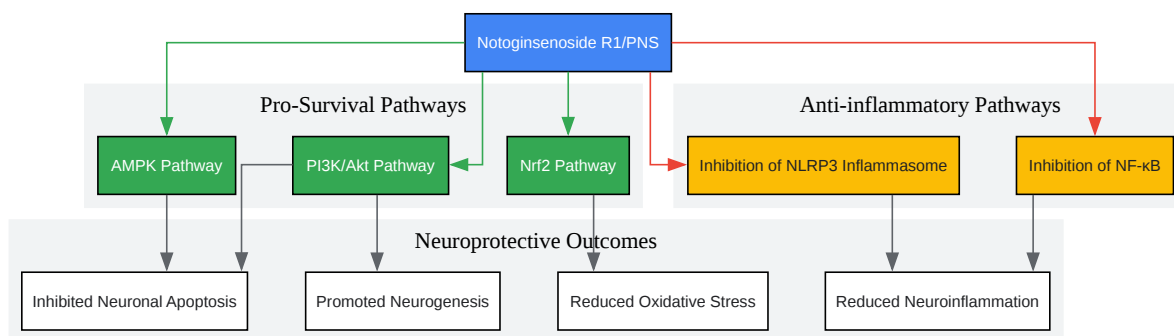 Notoginsenoside R1/PNS
Pro-Survival Pathways
Anti-inflammatory Pathways
AMPK Pathway
PI3K/Akt Pathway
Nrf2 Pathway
Inhibition of NLRP3 Inflammasome
Inhibition of NF-κB
Neuroprotective Outcomes
Inhibited Neuronal Apoptosis
Promoted Neurogenesis
Reduced Oxidative Stress
Reduced Neuroinflammation